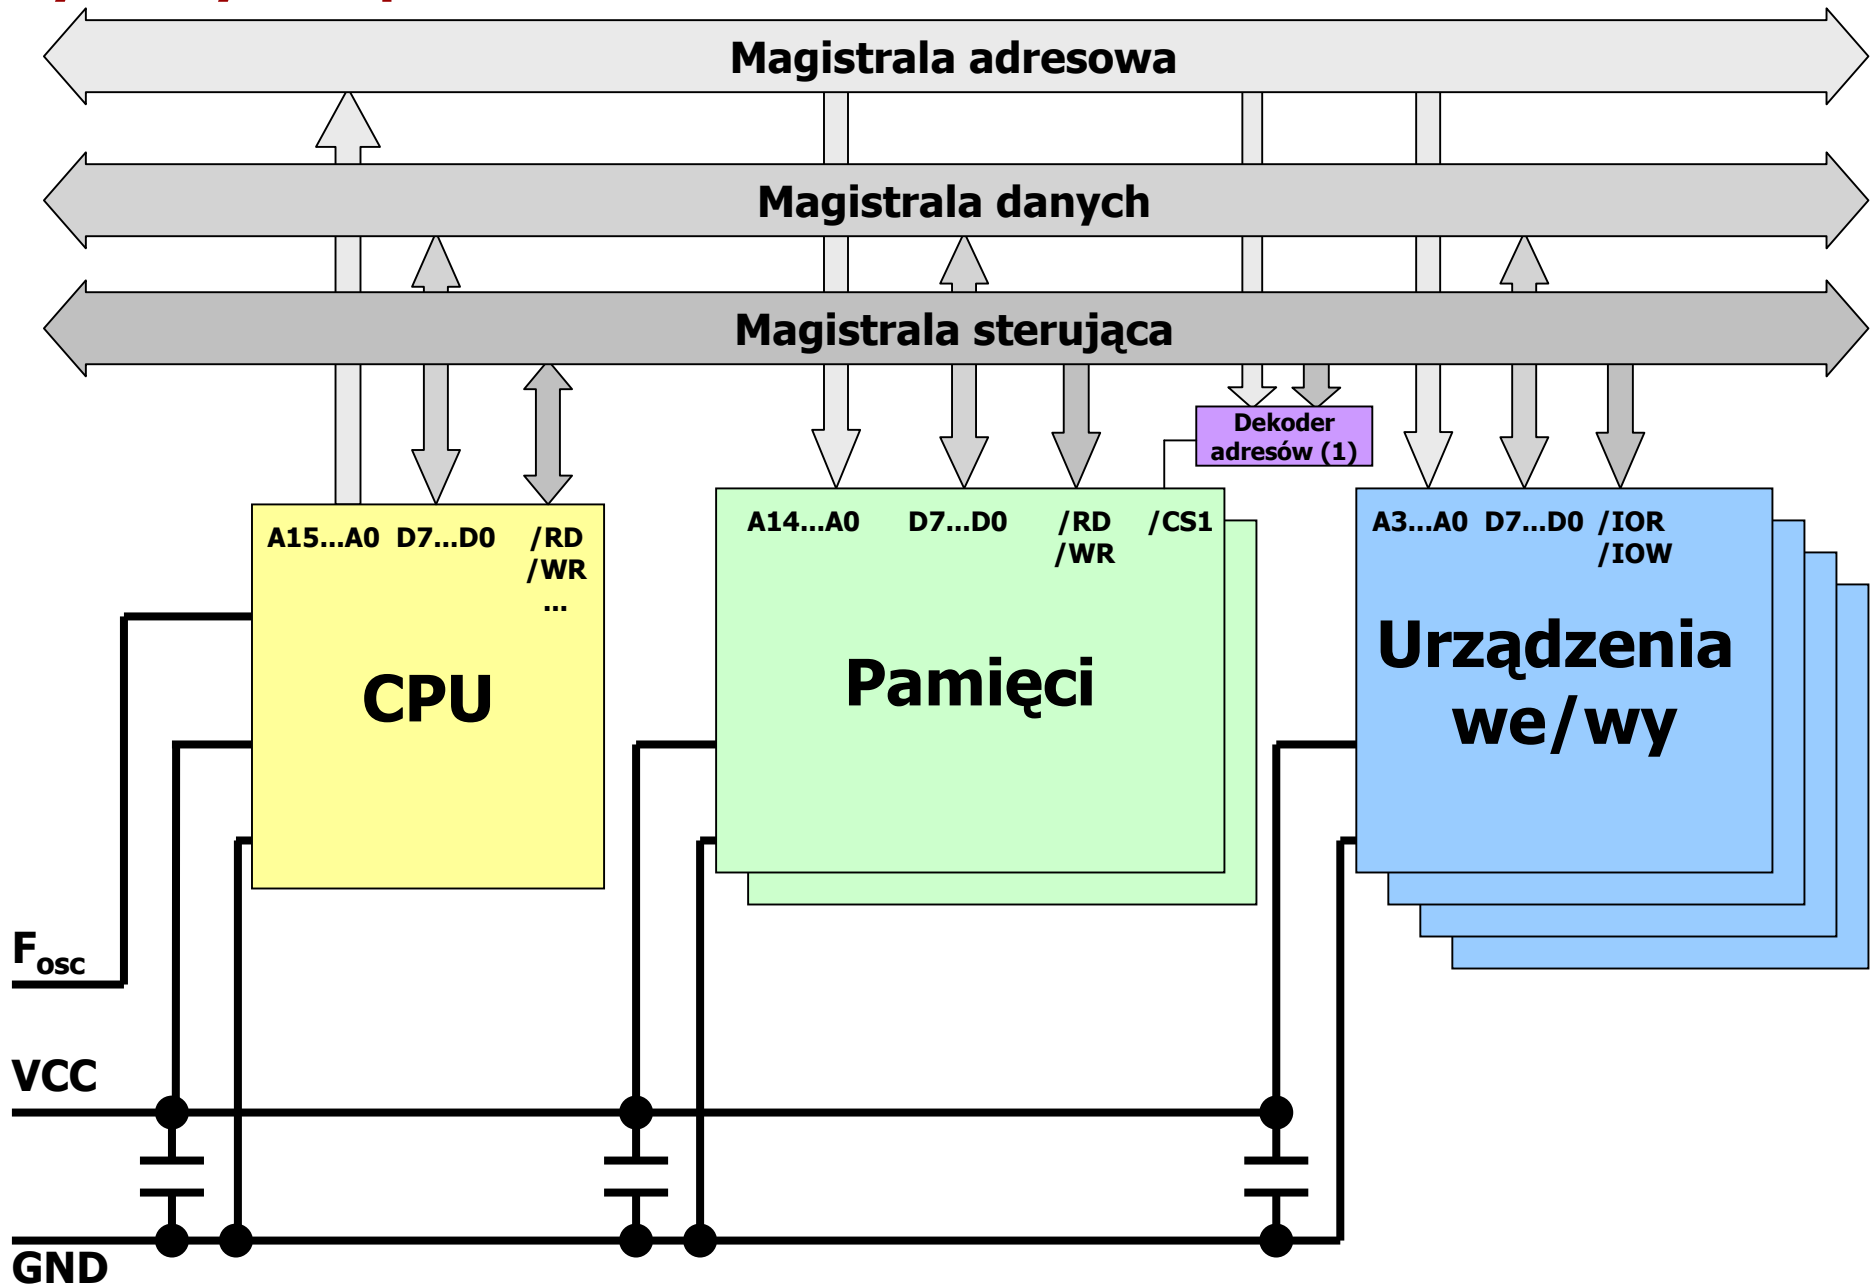 Magistrala adresowa
Magistrala danych
Magistrala sterująca
Dekoder
adresów (1)
A15...A0 D7...D0 /RD
/WR
...
CPU
A14...A0 D7...D0 /RD /CS1
/WR
Pamięci
A3...A0 D7...D0 /IOR
/IOW
Urządzenia
we/wy
Fosc
VCC
GND